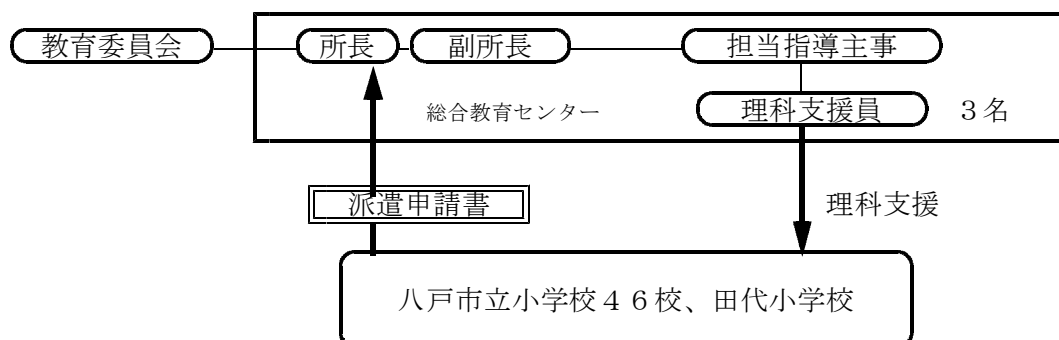 教育委員会 所長 副所長 担当指導主事
総合教育センター 理科支援員 3名
派遣申請書 理科支援
八戸市立小学校46校、田代小学校